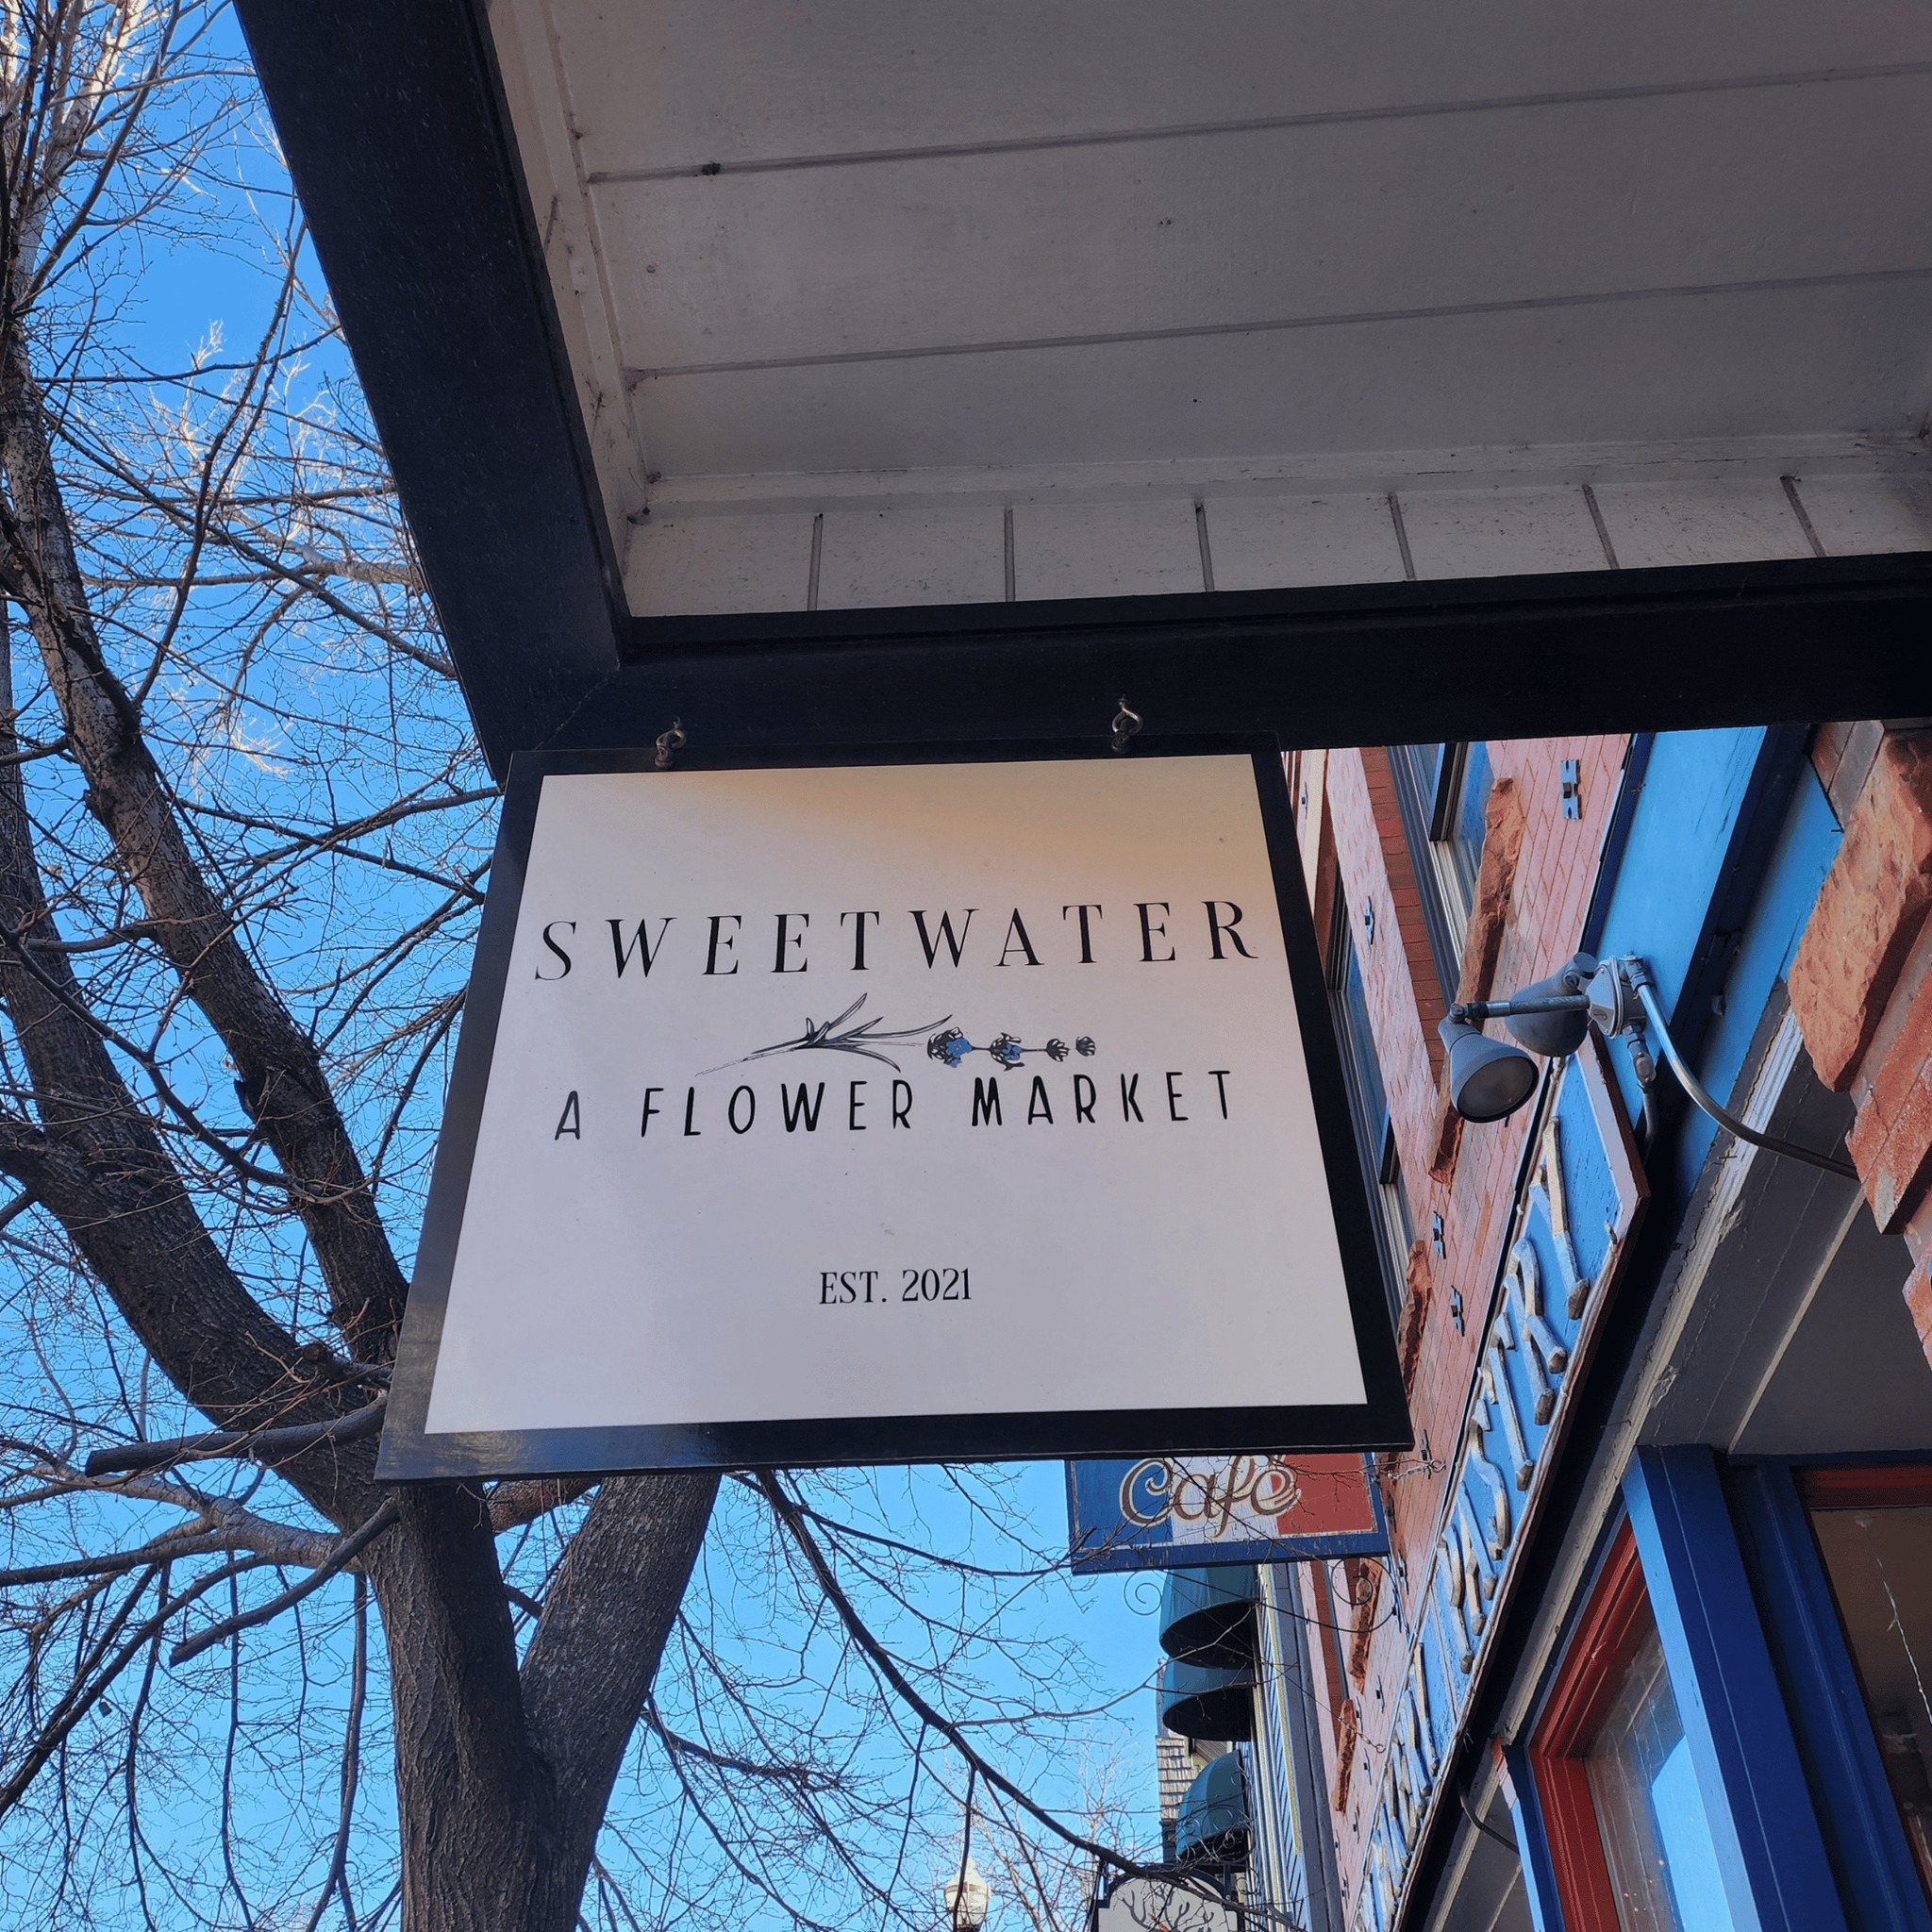 SWEETWATER
A FLOWER MARKET
EST. 2021
Café